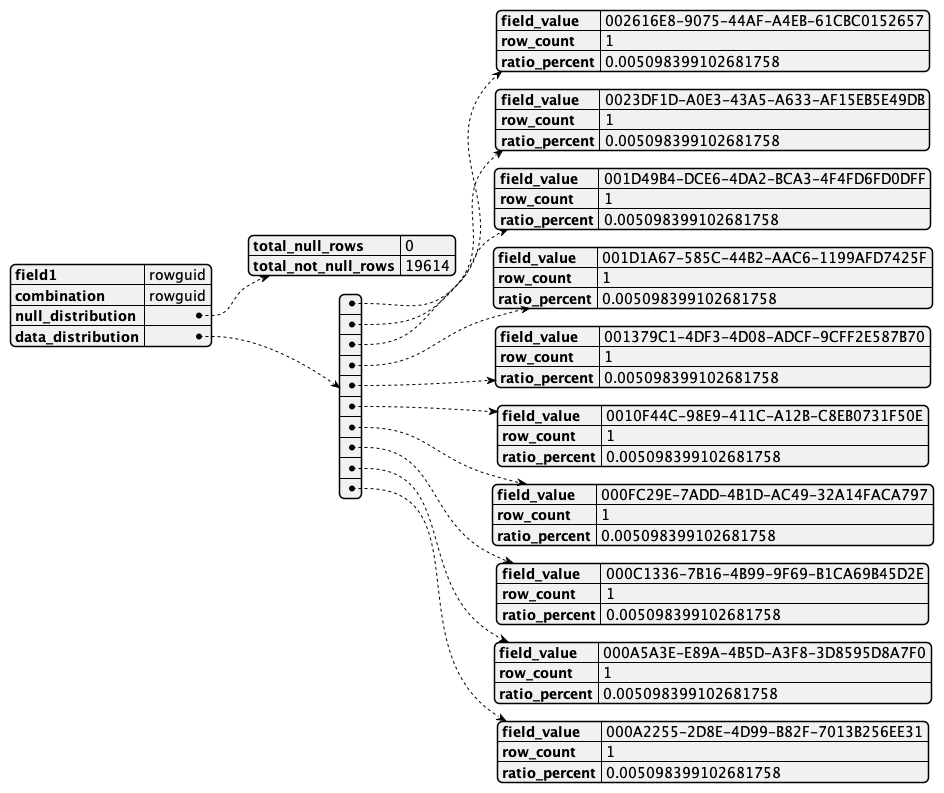 field1 rowguid
combination rowguid
null_distribution
data_distribution
total_null_rows 0
total_not_null_rows 19614
field_value 002616E8-9075-44AF-A4EB-61CBC0152657
row_count 1
ratio_percent 0.005098399102681758
field_value 0023DF1D-A0E3-43A5-A633-AF15EB5E49DB
row_count 1
ratio_percent 0.005098399102681758
field_value 001D49B4-DCE6-4DA2-BCA3-4F4FD6FD0DFF
row_count 1
ratio_percent 0.005098399102681758
field_value 001D1A67-585C-44B2-AAC6-1199AFD7425F
row_count 1
ratio_percent 0.005098399102681758
field_value 001379C1-4DF3-4D08-ADCF-9CFF2E587B70
row_count 1
ratio_percent 0.005098399102681758
field_value 0010F44C-98E9-411C-A12B-C8EB0731F50E
row_count 1
ratio_percent 0.005098399102681758
field_value 000FC29E-7ADD-4B1D-AC49-32A14FACA797
row_count 1
ratio_percent 0.005098399102681758
field_value 000C1336-7B16-4B99-9F69-B1CA69B45D2E
row_count 1
ratio_percent 0.005098399102681758
field_value 000A5A3E-E89A-4B5D-A3F8-3D8595D8A7F0
row_count 1
ratio_percent 0.005098399102681758
field_value 000A2255-2D8E-4D99-B82F-7013B256EE31
row_count 1
ratio_percent 0.005098399102681758